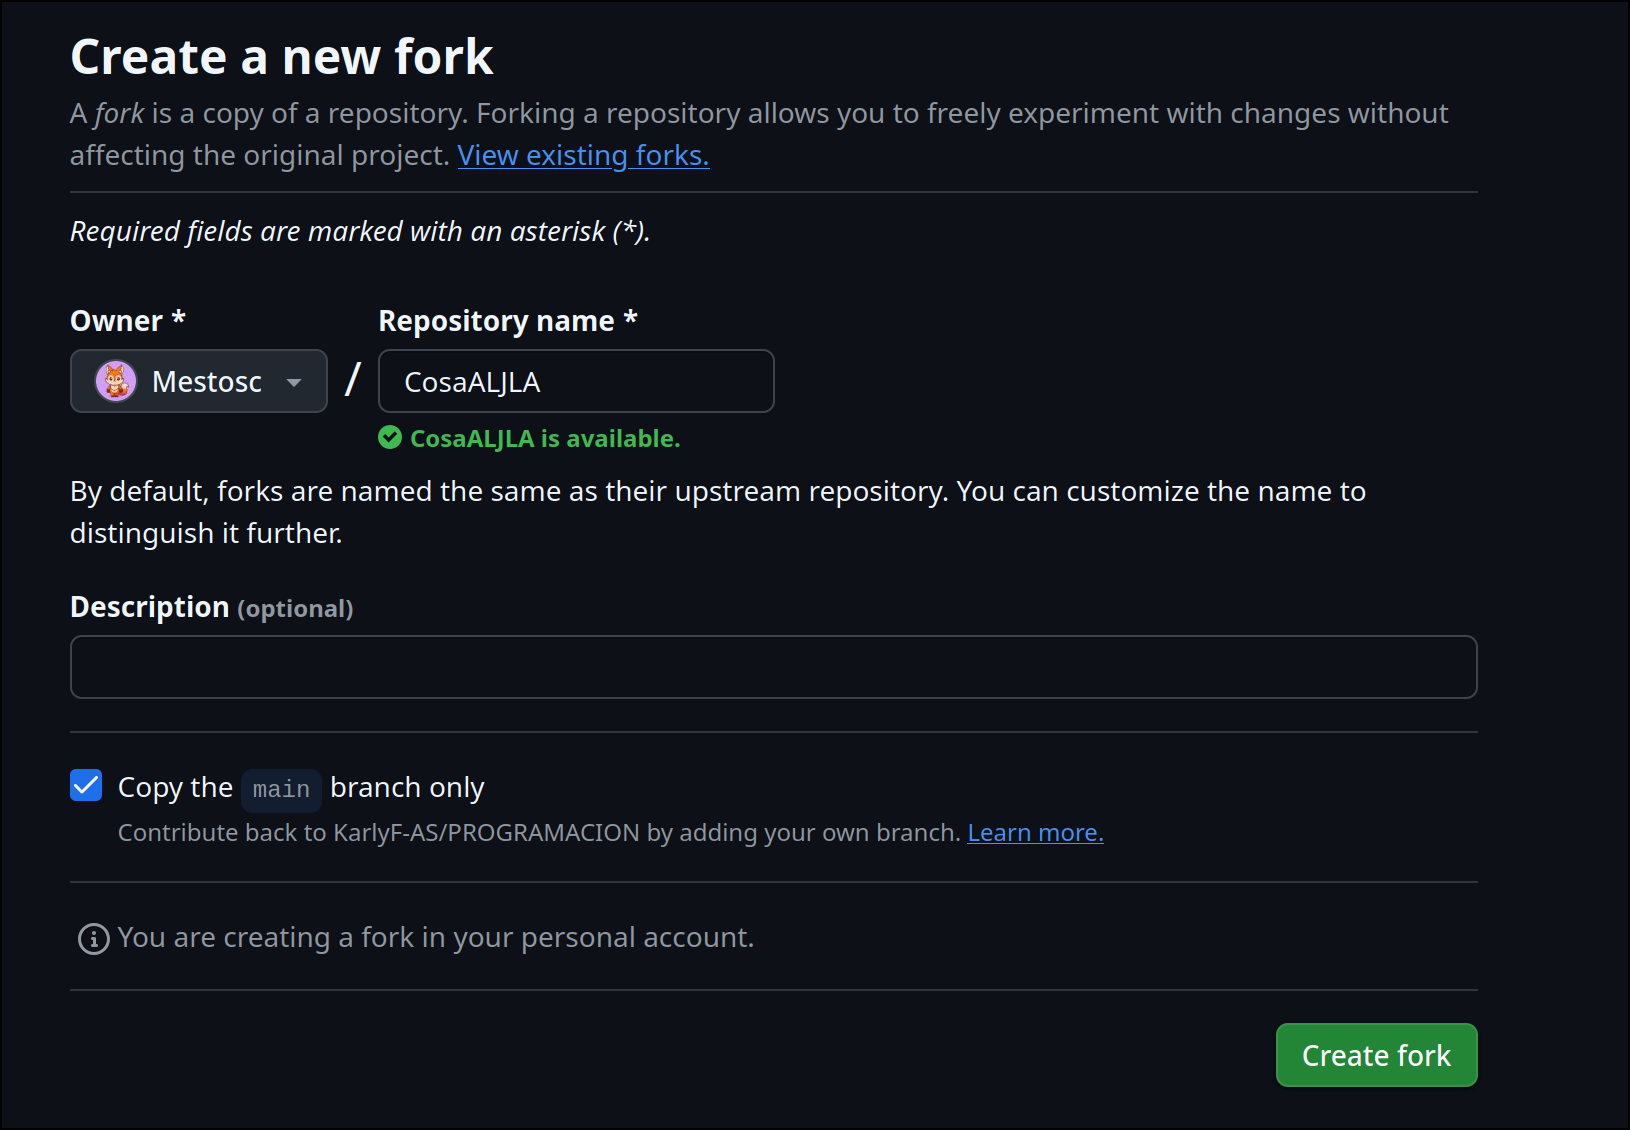 Create a new fork
A fork is a copy of a repository. Forking a repository allows you to freely experiment with changes without
affecting the original project. View existing forks.
Required fields are marked with an asterisk (*).
Owner * Repository name *
Mestosc / CosaALJLA
CosaALJLA is available.
By default, forks are named the same as their upstream repository. You can customize the name to
distinguish it further.
Description (optional)
Copy the main branch only
Contribute back to KarlyF-AS/PROGRAMACION by adding your own branch. Learn more.
You are creating a fork in your personal account.
Create fork